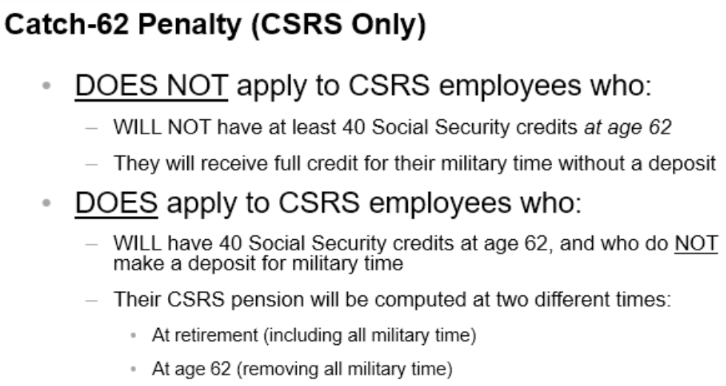 Catch-62 Penalty (CSRS Only)
• DOES NOT apply to CSRS employees who:
– WILL NOT have at least 40 Social Security credits at age 62
– They will receive full credit for their military time without a deposit
• DOES apply to CSRS employees who:
– WILL have 40 Social Security credits at age 62, and who do NOT
make a deposit for military time
– Their CSRS pension will be computed at two different times:
• At retirement (including all military time)
• At age 62 (removing all military time)